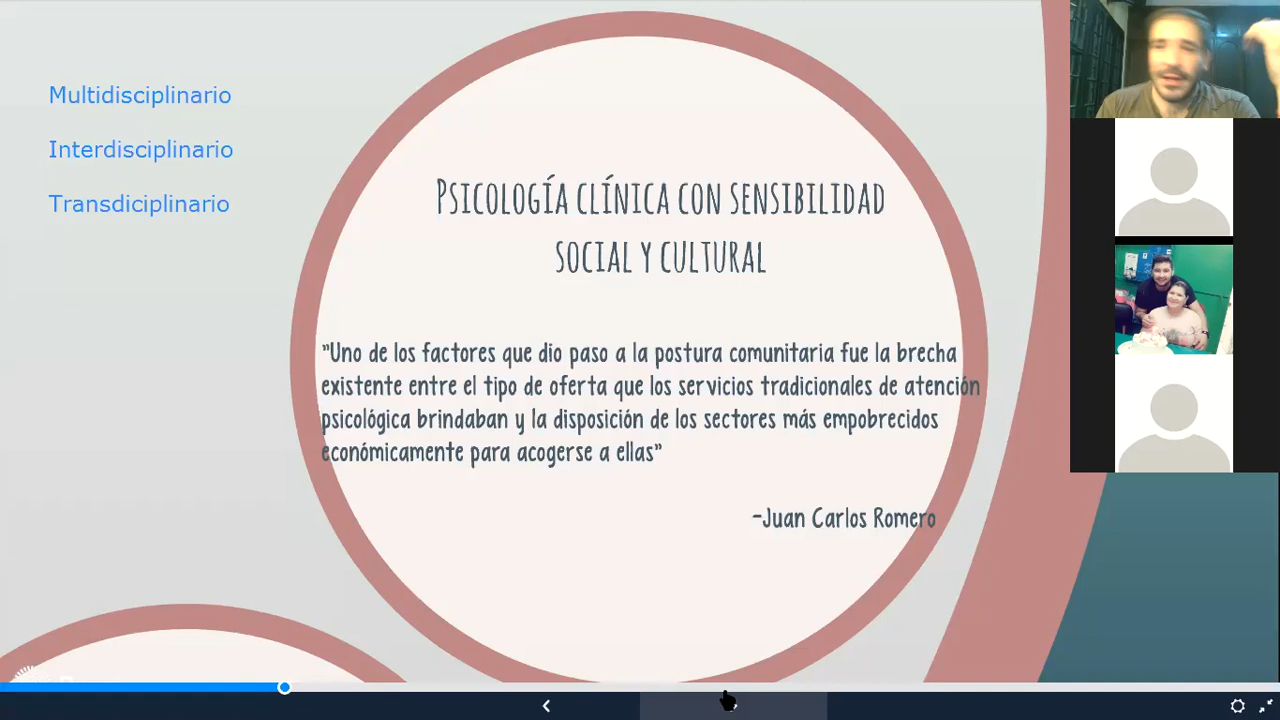 Multidisciplinario
Interdisciplinario
Transdiciplinario
Psicología clínica con sensibilidad
social y cultural
"Uno de los factores que dio paso a la postura comunitaria fue la brecha
existente entre el tipo de oferta que los servicios tradicionales de atención
psicológica brindaban y la disposición de los sectores más empobrecidos
económicamente para acogerse a ellas"
-Juan Carlos Romero